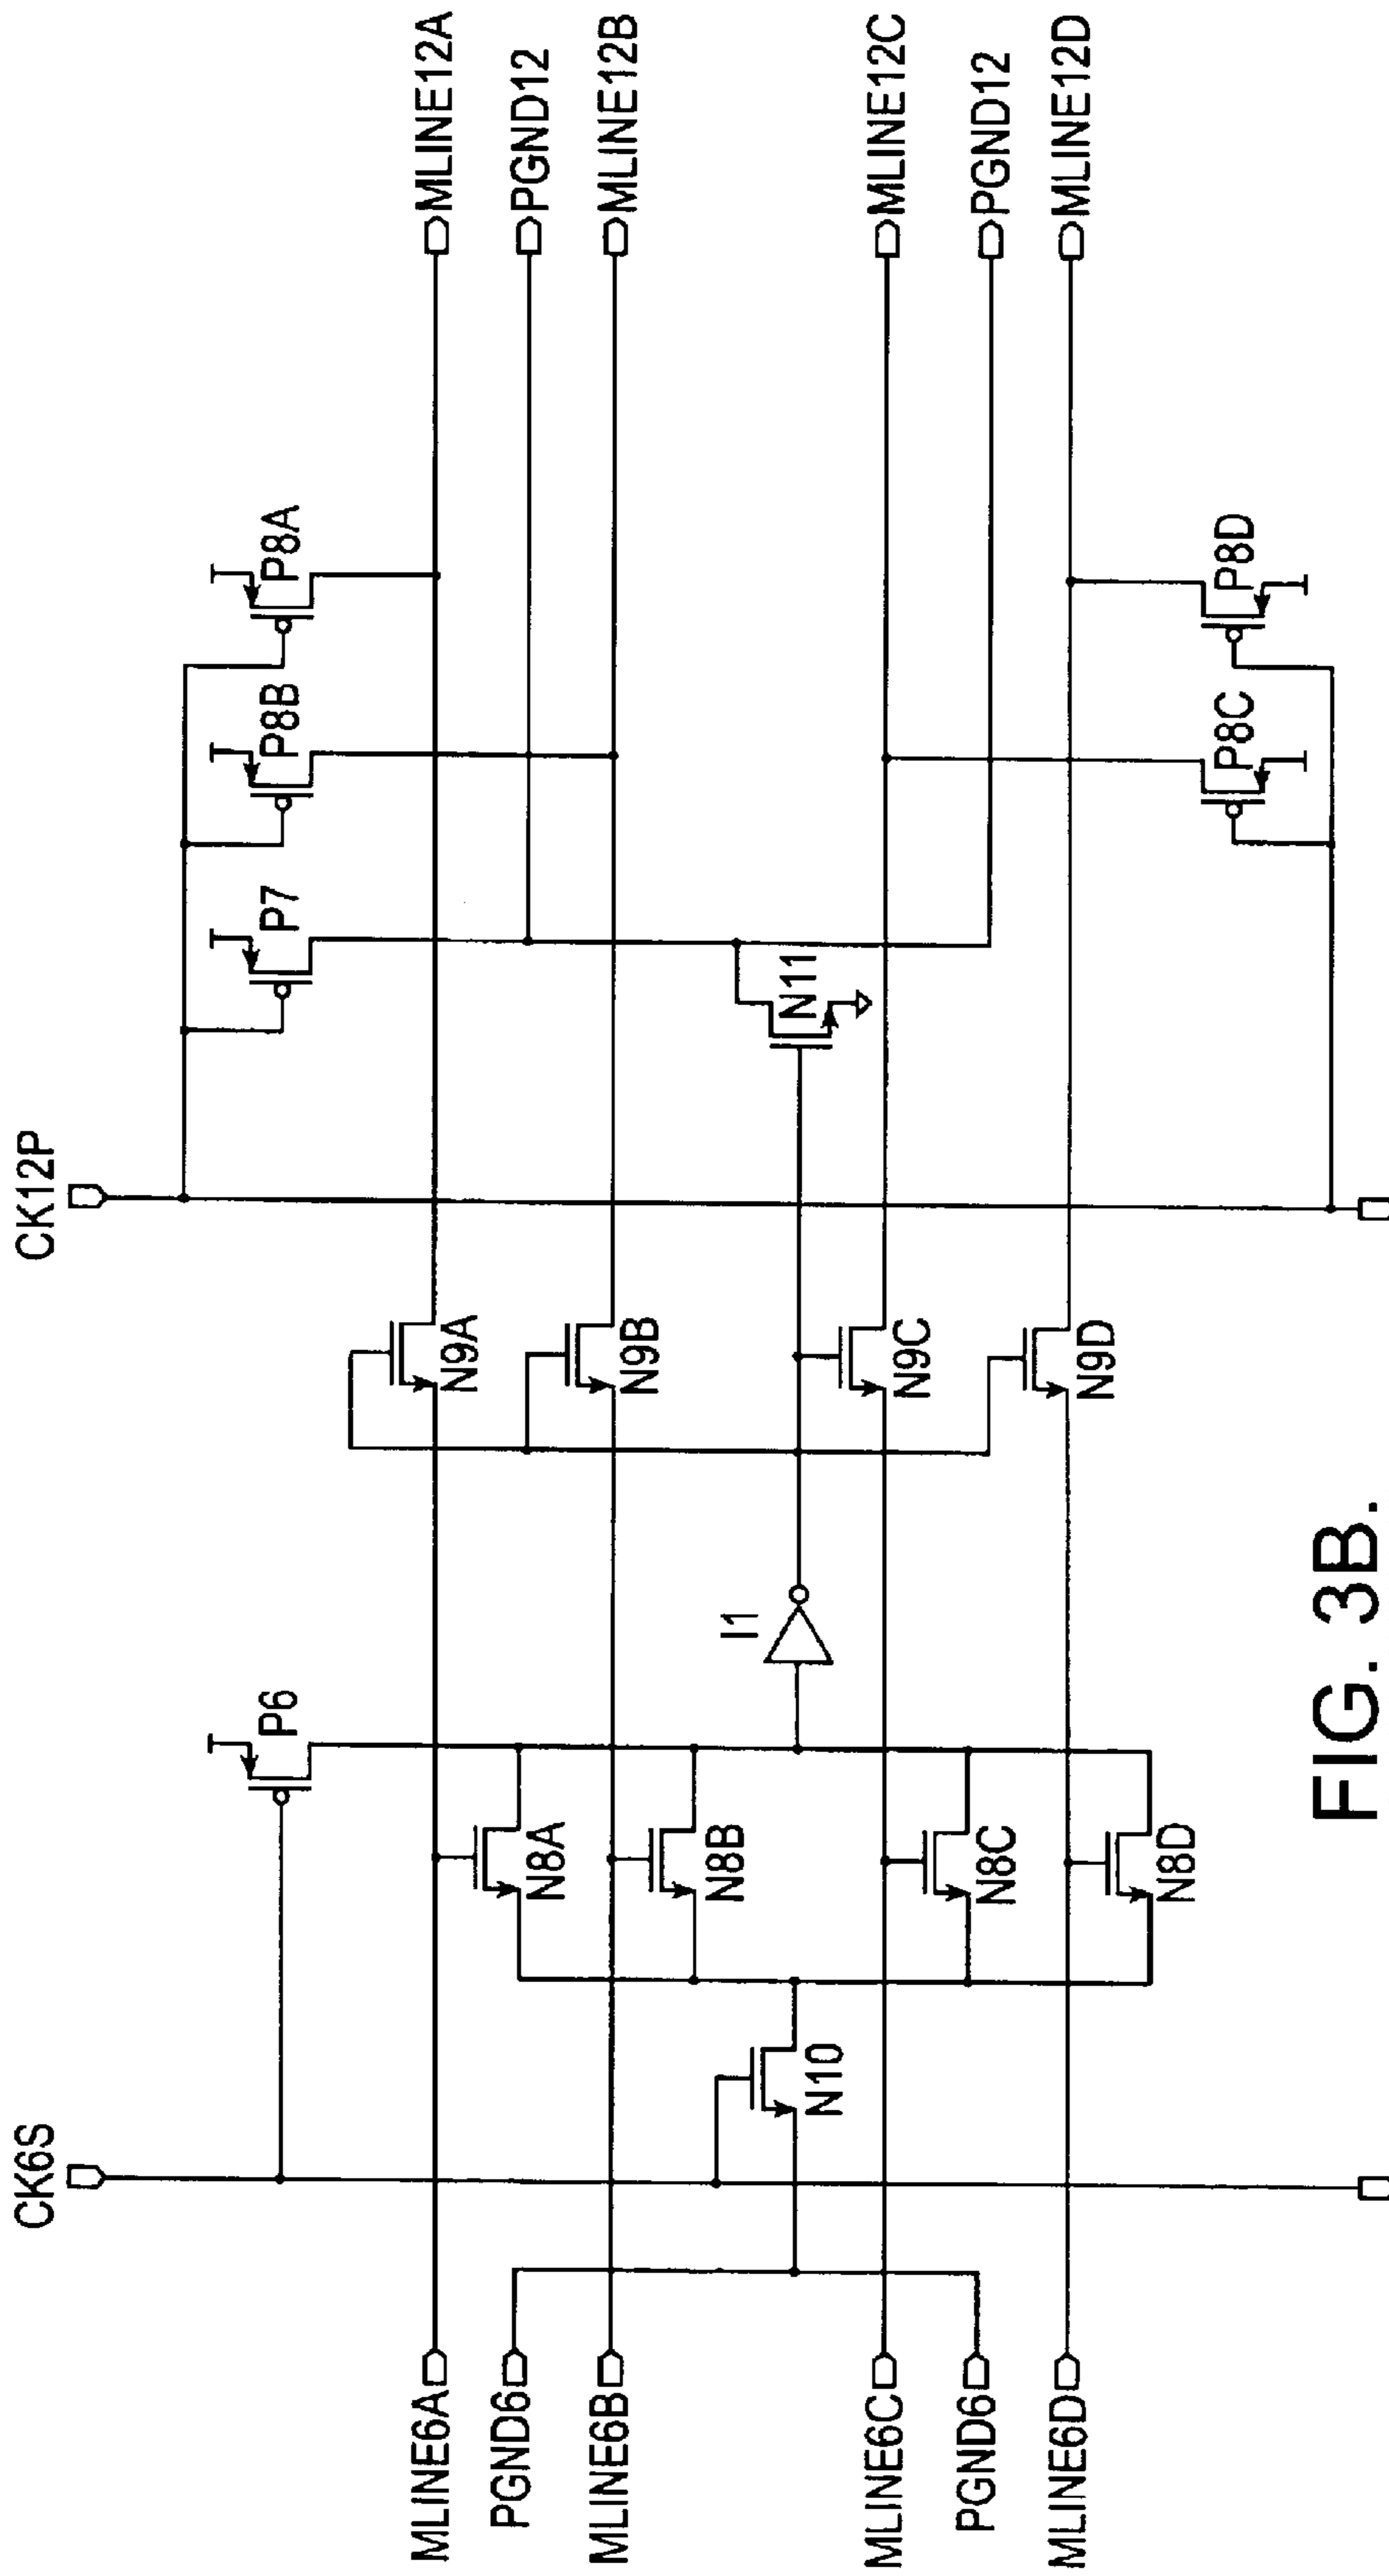 CK6S
CK12P
P6
P7
P8B
P8A
MLINE6A
N8A
N9A
MLINE12A
PGND6
PGND12
MLINE6B
N8B
N9B
MLINE12B
N10
I1
N11
MLINE6C
N8C
N9C
MLINE12C
PGND6
PGND12
MLINE6D
N8D
N9D
MLINE12D
P8C
P8D
FIG. 3B.